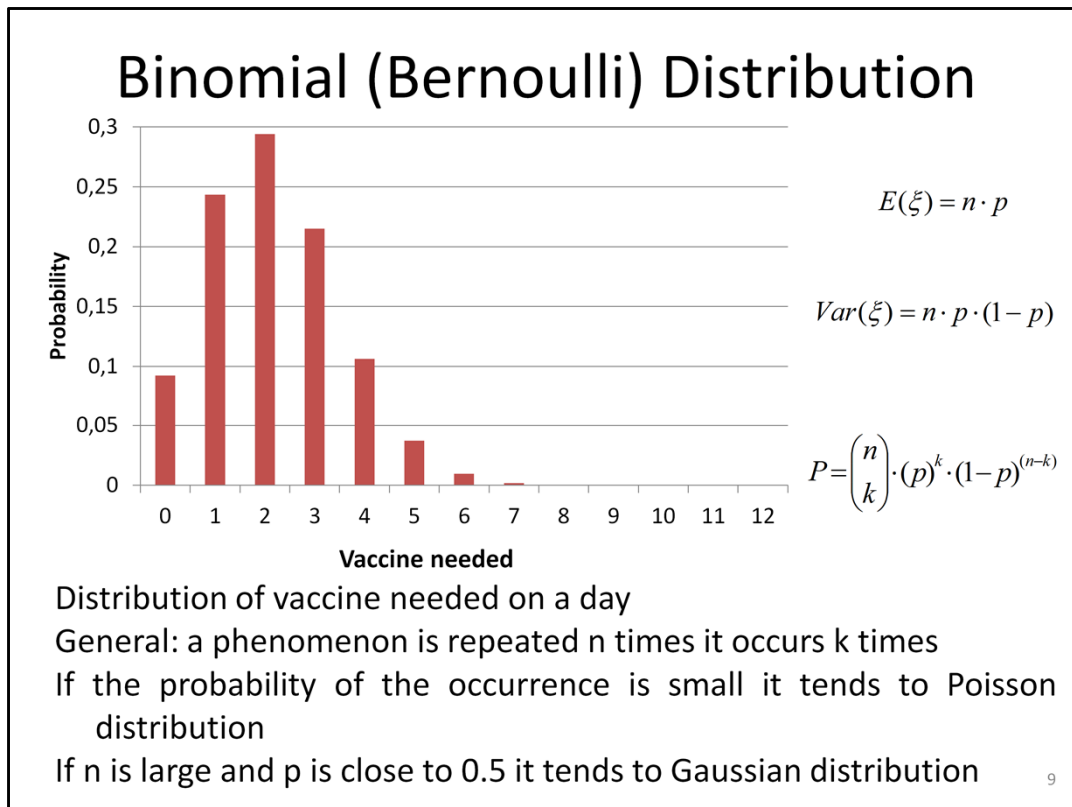 Binomial (Bernoulli) Distribution
0,3
0,25
0,2
0,15
0,1
0,05
0
Probability
0 1 2 3 4 5 6 7 8 9 10 11 12
Vaccine needed
E(ξ) = n · p
Var(ξ) = n · p · (1 − p)
P = (n k) · (p)^k · (1 − p)^(n−k)
Distribution of vaccine needed on a day
General: a phenomenon is repeated n times it occurs k times
If the probability of the occurrence is small it tends to Poisson
distribution
If n is large and p is close to 0.5 it tends to Gaussian distribution
9